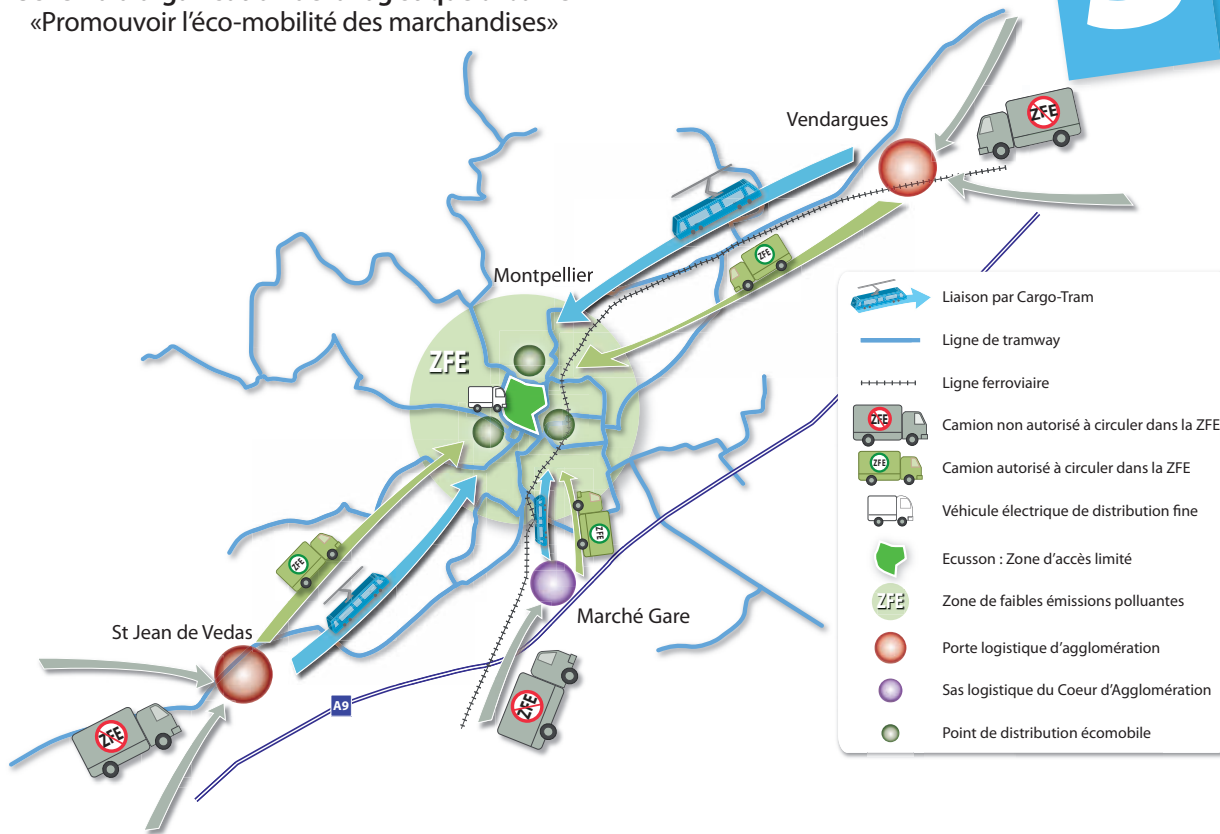 «Promouvoir l’éco-mobilité des marchandises»
Vendargues
ZFE
Montpellier
ZFE
ZFE
Liaison par Cargo-Tram
Ligne de tramway
Ligne ferroviaire
ZFE
Camion non autorisé à circuler dans la ZFE
ZFE
Camion autorisé à circuler dans la ZFE
Véhicule électrique de distribution fine
Ecusson : Zone d’accès limité
ZFE
Zone de faibles émissions polluantes
Porte logistique d’agglomération
Sas logistique du Coeur d’Agglomération
Point de distribution écomobile
ZFE
ZFE
Marché Gare
St Jean de Vedas
A9
ZFE
ZFE